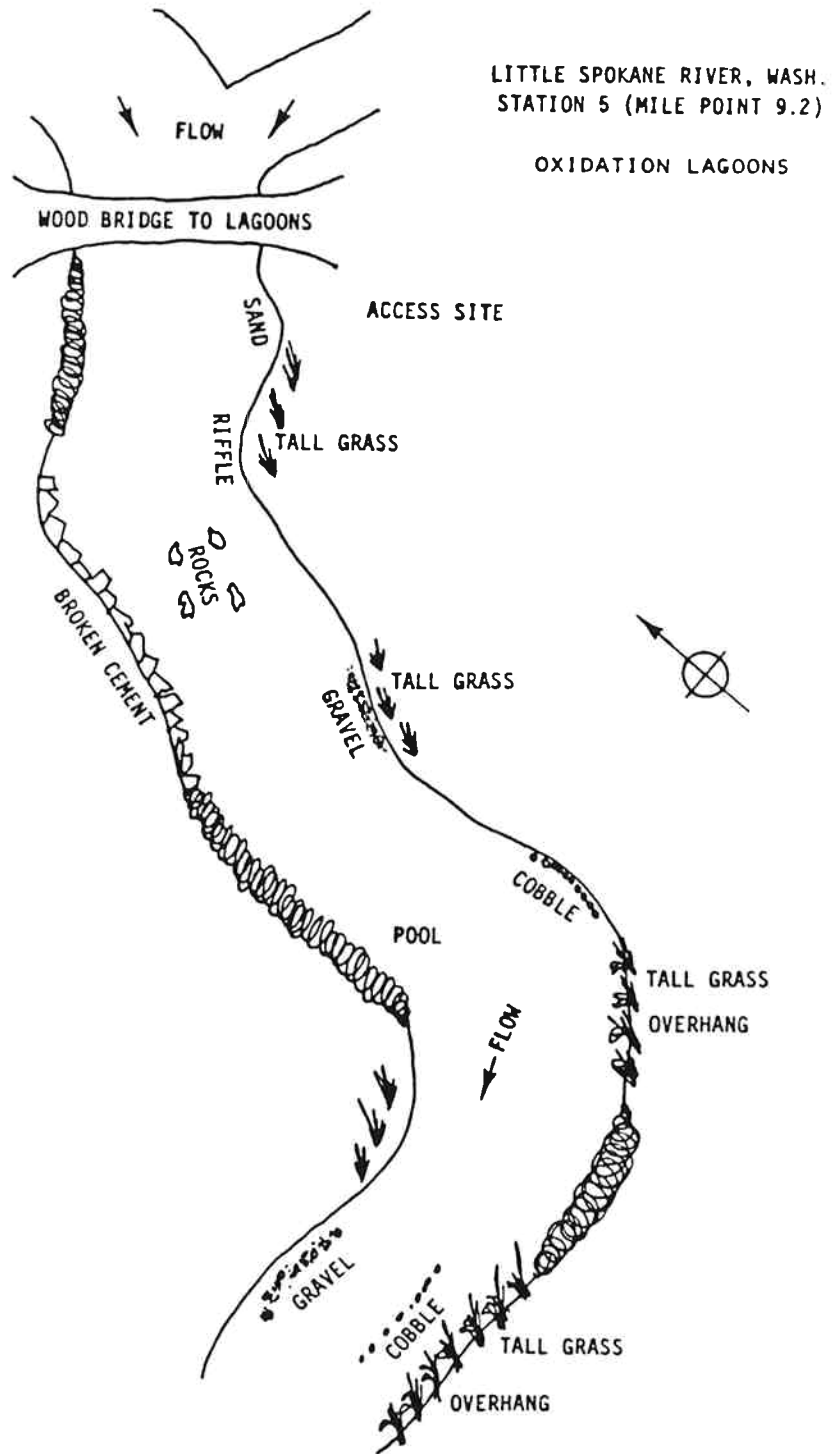 LITTLE SPOKANE RIVER, WASH.
STATION 5 (MILE POINT 9.2)
OXIDATION LAGOONS
FLOW
WOOD BRIDGE TO LAGOONS
SAND
ACCESS SITE
RIFFLE
TALL GRASS
ROCKS
BROKEN CEMENT
TALL GRASS
GRAVEL
COBBLE
POOL
TALL GRASS
OVERHANG
FLOW
GRAVEL
COBBLE
TALL GRASS
OVERHANG